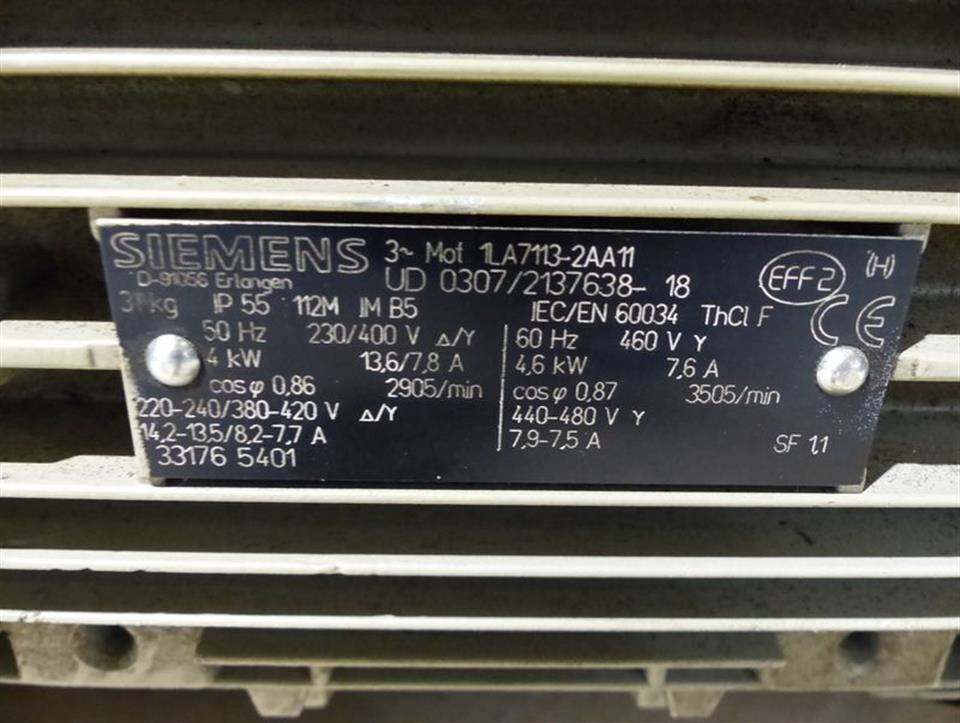 SIEMENS 3~ Mot 1LA7113-2AA11
D-91056 Erlangen UD 0307/2137638- 18 EFF2 (H)
kg IP 55 112M IM B5 IEC/EN 60034 ThCl F CE
50 Hz 230/400 V Δ/Y 60 Hz 460 V Y
4 kW 13,6/7,8 A 4,6 kW 7,6 A
cos φ 0,86 2905/min cos φ 0,87 3505/min
220-240/380-420 V Δ/Y 440-480 V Y
14,2-13,5/8,2-7,7 A 7,9-7,5 A SF 1,1
33176 5401